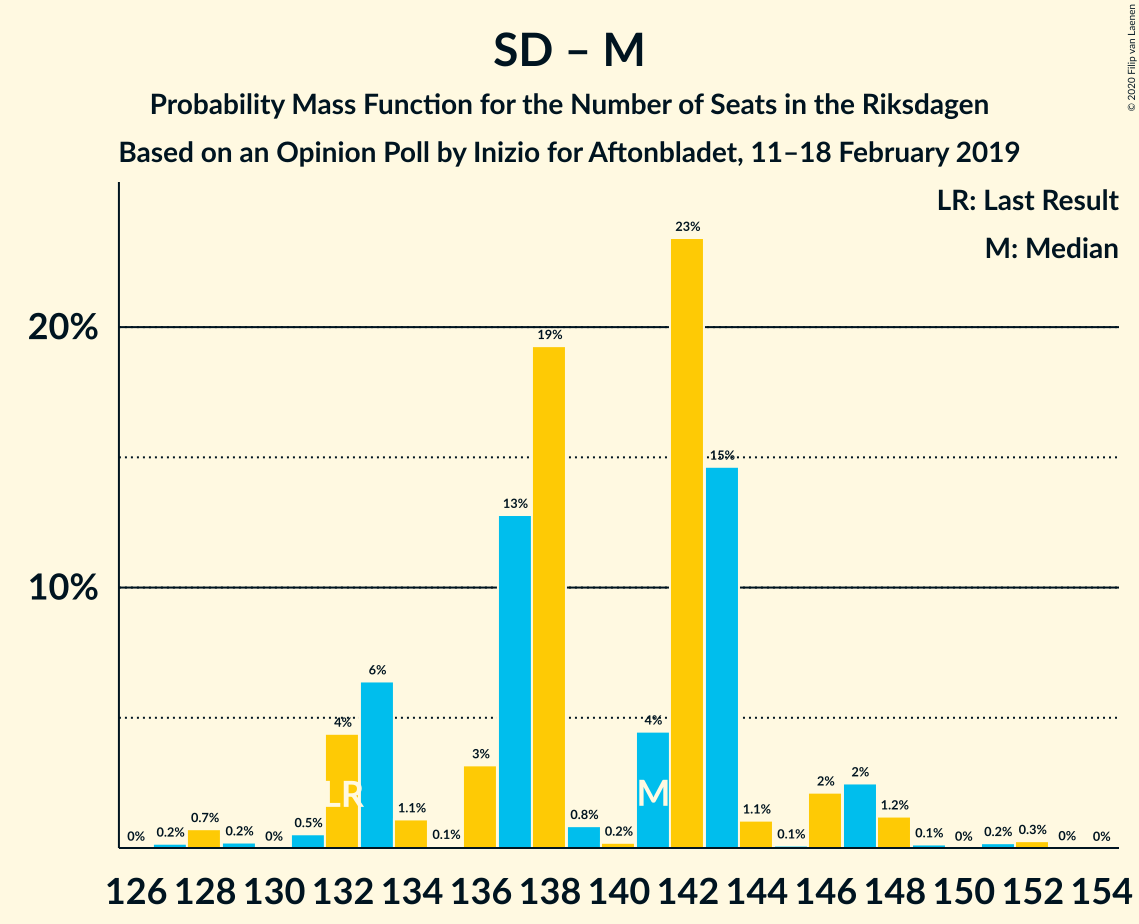 SD – M
Probability Mass Function for the Number of Seats in the Riksdagen
Based on an Opinion Poll by Inizio for Aftonbladet, 11–18 February 2019
© 2020 Filip van Laenen
LR: Last Result
M: Median
20%
10%
0% 0.2% 0.7% 0.2% 0% 0.5% 4% 6% 1.1% 0.1% 3% 13% 19% 0.8% 0.2% 4% 23% 15% 1.1% 0.1% 2% 2% 1.2% 0.1% 0% 0.2% 0.3% 0% 0%
LR M
126 128 130 132 134 136 138 140 142 144 146 148 150 152 154